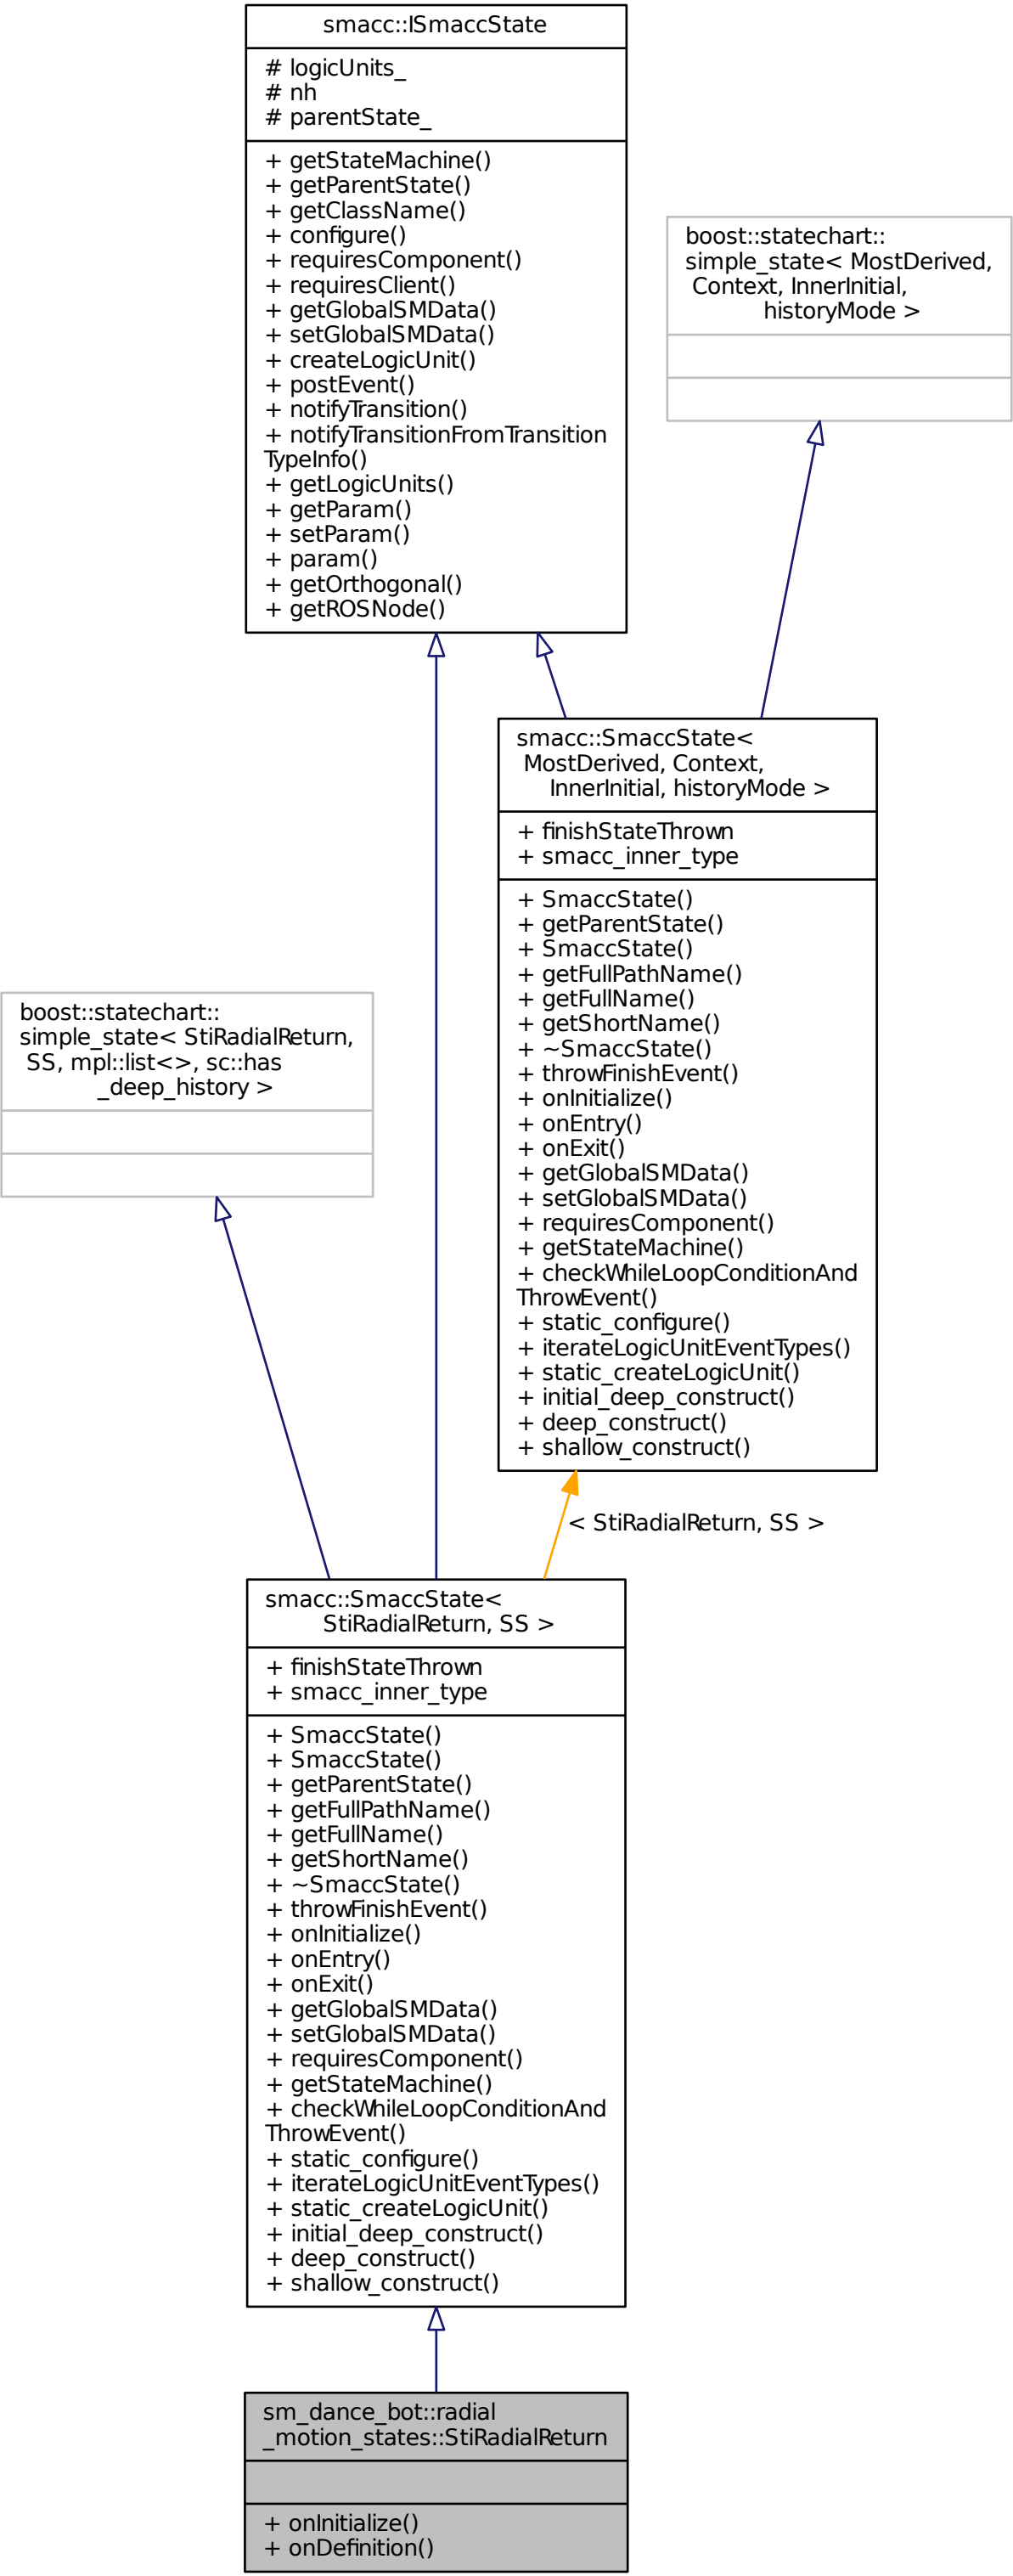 smacc::ISmaccState
# logicUnits_
# nh
# parentState_
+ getStateMachine()
+ getParentState()
+ getClassName()
+ configure()
+ requiresComponent()
+ requiresClient()
+ getGlobalSMData()
+ setGlobalSMData()
+ createLogicUnit()
+ postEvent()
+ notifyTransition()
+ notifyTransitionFromTransition
TypeInfo()
+ getLogicUnits()
+ getParam()
+ setParam()
+ param()
+ getOrthogonal()
+ getROSNode()
boost::statechart::
simple_state< MostDerived,
Context, InnerInitial,
historyMode >
smacc::SmaccState<
MostDerived, Context,
InnerInitial, historyMode >
+ finishStateThrown
+ smacc_inner_type
+ SmaccState()
+ getParentState()
+ SmaccState()
+ getFullPathName()
+ getFullName()
+ getShortName()
+ ~SmaccState()
+ throwFinishEvent()
+ onInitialize()
+ onEntry()
+ onExit()
+ getGlobalSMData()
+ setGlobalSMData()
+ requiresComponent()
+ getStateMachine()
+ checkWhileLoopConditionAnd
ThrowEvent()
+ static_configure()
+ iterateLogicUnitEventTypes()
+ static_createLogicUnit()
+ initial_deep_construct()
+ deep_construct()
+ shallow_construct()
boost::statechart::
simple_state< StiRadialReturn,
SS, mpl::list<>, sc::has
_deep_history >
< StiRadialReturn, SS >
smacc::SmaccState<
StiRadialReturn, SS >
+ finishStateThrown
+ smacc_inner_type
+ SmaccState()
+ SmaccState()
+ getParentState()
+ getFullPathName()
+ getFullName()
+ getShortName()
+ ~SmaccState()
+ throwFinishEvent()
+ onInitialize()
+ onEntry()
+ onExit()
+ getGlobalSMData()
+ setGlobalSMData()
+ requiresComponent()
+ getStateMachine()
+ checkWhileLoopConditionAnd
ThrowEvent()
+ static_configure()
+ iterateLogicUnitEventTypes()
+ static_createLogicUnit()
+ initial_deep_construct()
+ deep_construct()
+ shallow_construct()
sm_dance_bot::radial
_motion_states::StiRadialReturn
+ onInitialize()
+ onDefinition()